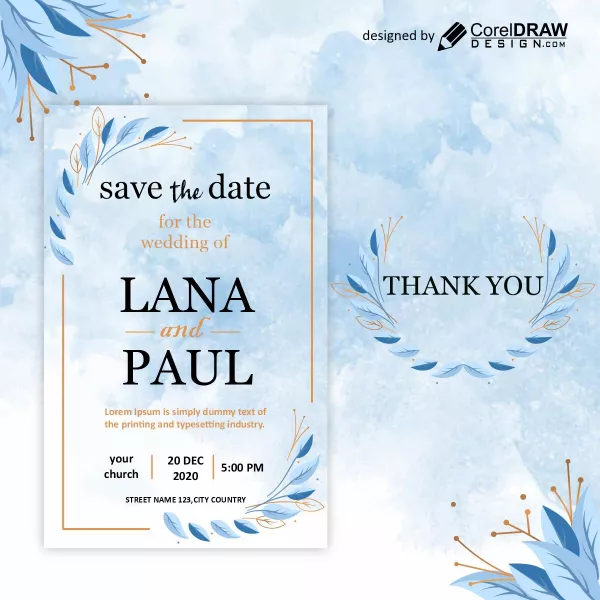 designed by CorelDRAW
DESIGN.COM
save the date
for the
wedding of
LANA
and
PAUL
Lorem Ipsum is simply dummy text of
the printing and typesetting industry.
your
church
20 DEC
2020
5:00 PM
STREET NAME 123,CITY COUNTRY
THANK YOU